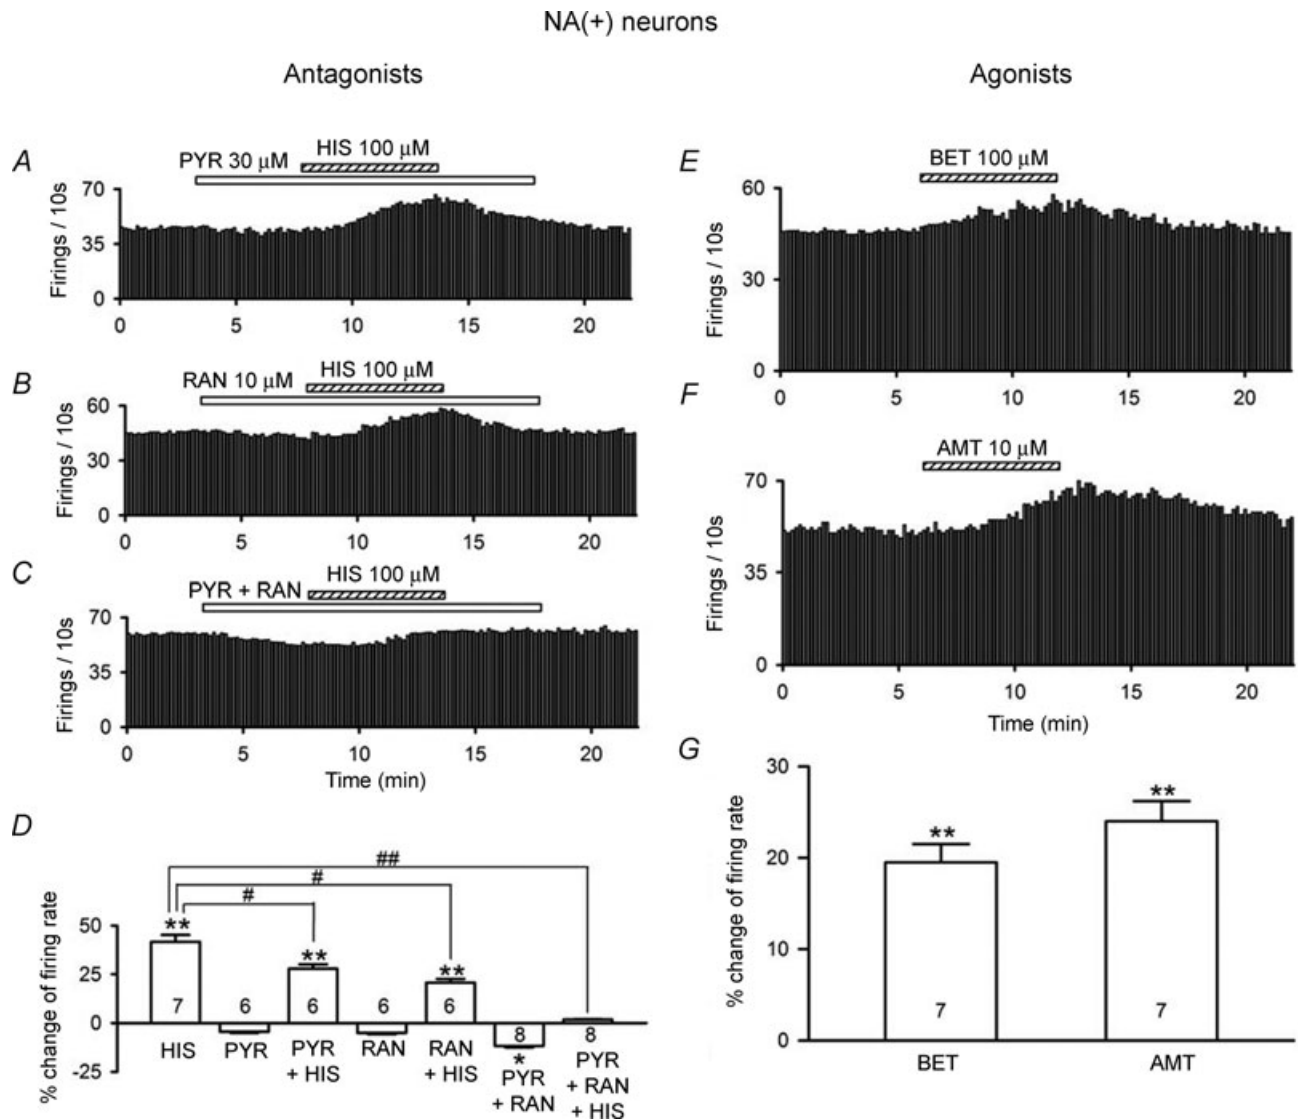 NA(+) neurons
Antagonists
Agonists
A
PYR 30 μM
HIS 100 μM
Firings / 10s
70
35
0
0 5 10 15 20
B
RAN 10 μM
HIS 100 μM
Firings / 10s
60
30
0
0 5 10 15 20
C
PYR + RAN
HIS 100 μM
Firings / 10s
70
35
0
0 5 10 15 20
Time (min)
D
% change of firing rate
50
25
0
-25
##
#
#
** ** **
7 6 6 6 6 8 8
*
HIS
PYR
PYR
+ HIS
RAN
RAN
+ HIS
PYR
+ RAN
PYR
+ RAN
+ HIS
E
BET 100 μM
Firings / 10s
60
30
0
0 5 10 15 20
F
AMT 10 μM
Firings / 10s
70
35
0
0 5 10 15 20
Time (min)
G
% change of firing rate
30
20
10
0
** **
7 7
BET AMT